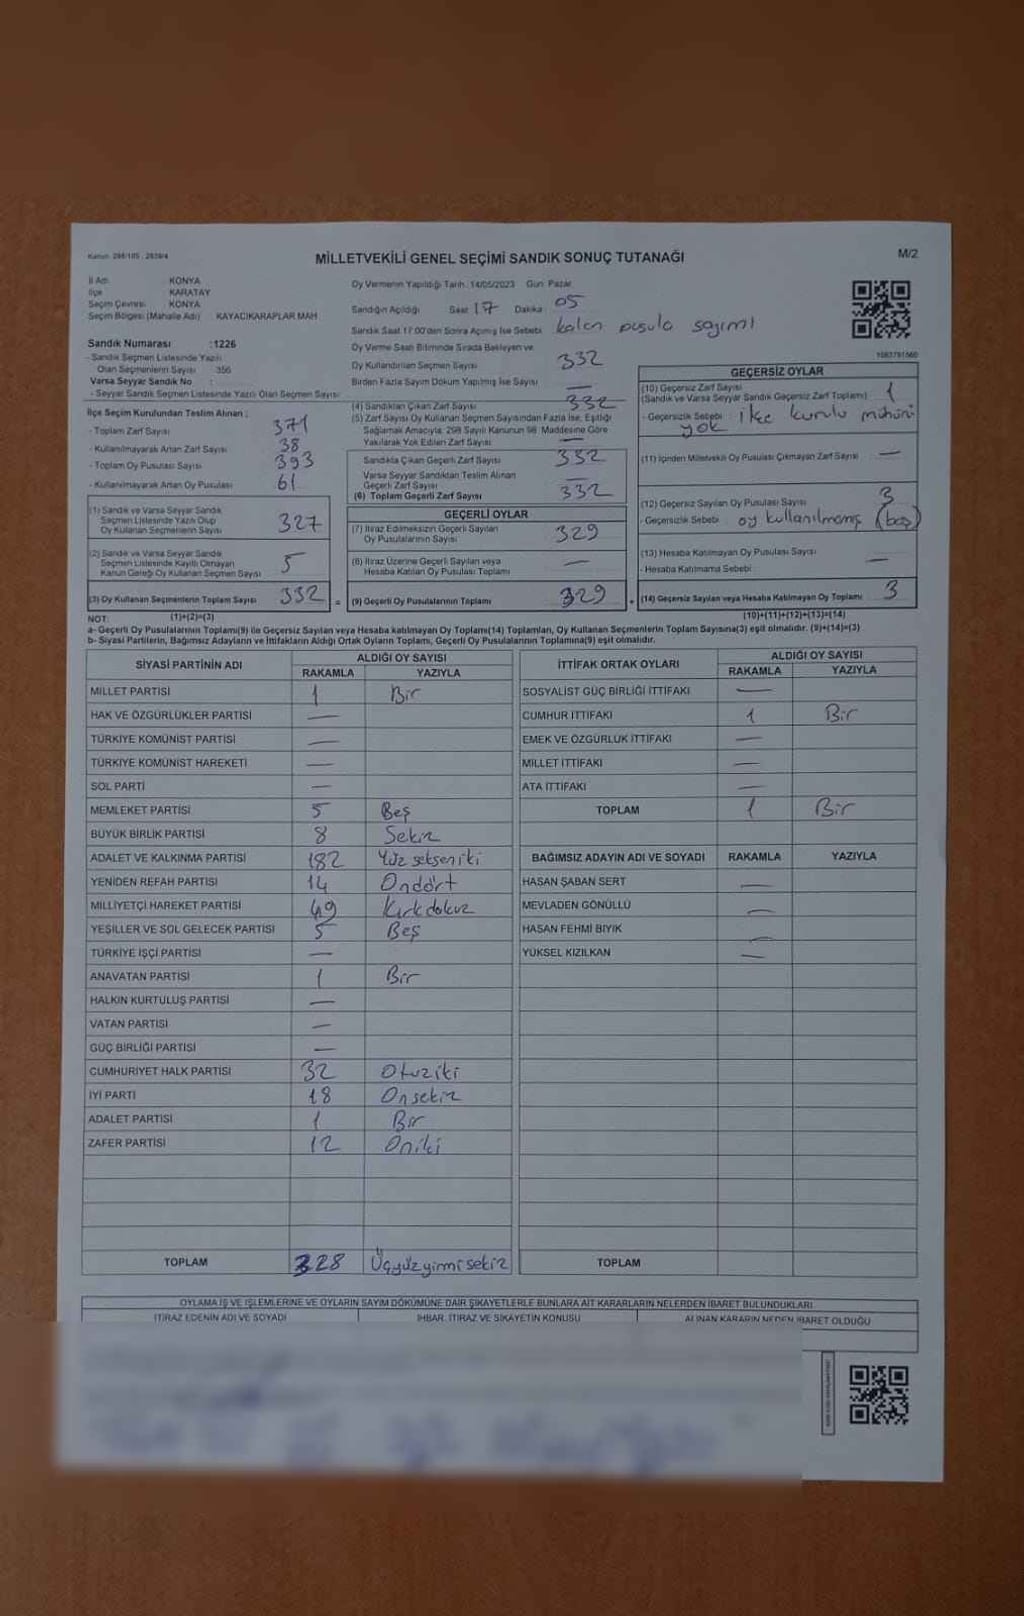 Kanun: 298/105 , 2839/4
MİLLETVEKİLİ GENEL SEÇİMİ SANDIK SONUÇ TUTANAĞI
M/2
İl Adı KONYA
İlçe KARATAY
Seçim Çevresi KONYA
Seçim Bölgesi (Mahalle Adı) KAYACIKARAPLAR MAH
Sandık Numarası :1226
- Sandık Seçmen Listesinde Yazılı
Olan Seçmenlerin Sayısı 356
Varsa Seyyar Sandık No :
- Seyyar Sandık Seçmen Listesinde Yazılı Olan Seçmen Sayısı
İlçe Seçim Kurulundan Teslim Alınan :
- Toplam Zarf Sayısı 371
- Kullanılmayarak Artan Zarf Sayısı 38
- Toplam Oy Pusulası Sayısı 393
- Kullanılmayarak Artan Oy Pusulası 61
(1) Sandık ve Varsa Seyyar Sandık
Seçmen Listesinde Yazılı Olup
Oy Kullanan Seçmenlerin Sayısı 327
(2) Sandık ve Varsa Seyyar Sandık
Seçmen Listesinde Kayıtlı Olmayan
Kanun Gereği Oy Kullanan Seçmen Sayısı 5
(3) Oy Kullanan Seçmenlerin Toplam Sayısı 332 =
(1)+(2)=(3)
Oy Vermenin Yapıldığı Tarih: 14/05/2023 Gün: Pazar
Sandığın Açıldığı Saat 17 Dakika 05
Sandık Saat 17:00'den Sonra Açılmış İse Sebebi kalan pusula sayımı
Oy Verme Saati Bitiminde Sırada Bekleyen ve
Oy Kullandırılan Seçmen Sayısı 332
Birden Fazla Sayım Döküm Yapılmış İse Sayısı —
(4) Sandıktan Çıkan Zarf Sayısı 332
(5) Zarf Sayısı Oy Kullanan Seçmen Sayısından Fazla İse, Eşitliği
Sağlamak Amacıyla, 298 Sayılı Kanunun 98. Maddesine Göre
Yakılarak Yok Edilen Zarf Sayısı —
Sandıkta Çıkan Geçerli Zarf Sayısı 332
Varsa Seyyar Sandıktan Teslim Alınan
Geçerli Zarf Sayısı —
(6) Toplam Geçerli Zarf Sayısı 332
GEÇERLİ OYLAR
(7) İtiraz Edilmeksizin Geçerli Sayılan
Oy Pusulalarının Sayısı 329
(8) İtiraz Üzerine Geçerli Sayılan veya
Hesaba Katılan Oy Pusulası Toplamı —
(9) Geçerli Oy Pusulalarının Toplamı 329 +
1083791560
GEÇERSİZ OYLAR
(10) Geçersiz Zarf Sayısı 1
(Sandık ve Varsa Seyyar Sandık Geçersiz Zarf Toplamı)
- Geçersizlik Sebebi ilçe kurulu mühürü
yok
(11) İçinden Milletvekili Oy Pusulası Çıkmayan Zarf Sayısı —
(12) Geçersiz Sayılan Oy Pusulası Sayısı 3
- Geçersizlik Sebebi oy kullanılmamış (boş)
(13) Hesaba Katılmayan Oy Pusulası Sayısı
- Hesaba Katılmama Sebebi —
(14) Geçersiz Sayılan veya Hesaba Katılmayan Oy Toplamı 3
(10)+(11)+(12)+(13)=(14)
NOT:
a- Geçerli Oy Pusulalarının Toplamı(9) ile Geçersiz Sayılan veya Hesaba katılmayan Oy Toplamı(14) Toplamları, Oy Kullanan Seçmenlerin Toplam Sayısına(3) eşit olmalıdır. (9)+(14)=(3)
b- Siyasi Partilerin, Bağımsız Adayların ve İttifakların Aldığı Ortak Oyların Toplamı, Geçerli Oy Pusulalarının Toplamına(9) eşit olmalıdır.
SİYASİ PARTİNİN ADI ALDIĞI OY SAYISI
RAKAMLA YAZIYLA
MİLLET PARTİSİ 1 Bir
HAK VE ÖZGÜRLÜKLER PARTİSİ —
TÜRKİYE KOMÜNİST PARTİSİ —
TÜRKİYE KOMÜNİST HAREKETİ —
SOL PARTİ —
MEMLEKET PARTİSİ 5 Beş
BÜYÜK BİRLİK PARTİSİ 8 Sekiz
ADALET VE KALKINMA PARTİSİ 182 Yüz sekseniki
YENİDEN REFAH PARTİSİ 14 Ondört
MİLLİYETÇİ HAREKET PARTİSİ 49 Kırkdokuz
YEŞİLLER VE SOL GELECEK PARTİSİ 5 Beş
TÜRKİYE İŞÇİ PARTİSİ —
ANAVATAN PARTİSİ 1 Bir
HALKIN KURTULUŞ PARTİSİ —
VATAN PARTİSİ —
GÜÇ BİRLİĞİ PARTİSİ —
CUMHURİYET HALK PARTİSİ 32 Otuziki
İYİ PARTİ 18 Onsekiz
ADALET PARTİSİ 1 Bir
ZAFER PARTİSİ 12 Oniki
TOPLAM 328 Üçyüzyirmisekiz
İTTİFAK ORTAK OYLARI ALDIĞI OY SAYISI
RAKAMLA YAZIYLA
SOSYALİST GÜÇ BİRLİĞİ İTTİFAKI —
CUMHUR İTTİFAKI 1 Bir
EMEK VE ÖZGÜRLÜK İTTİFAKI —
MİLLET İTTİFAKI —
ATA İTTİFAKI —
TOPLAM 1 Bir
BAĞIMSIZ ADAYIN ADI VE SOYADI RAKAMLA YAZIYLA
HASAN ŞABAN SERT —
MEVLADEN GÖNÜLLÜ —
HASAN FEHMİ BIYIK —
YÜKSEL KIZILKAN —
TOPLAM
OYLAMA İŞ VE İŞLEMLERİNE VE OYLARIN SAYIM DÖKÜMÜNE DAİR ŞİKAYETLERLE BUNLARA AİT KARARLARIN NELERDEN İBARET BULUNDUKLARI
İTİRAZ EDENİN ADI VE SOYADI İHBAR, İTİRAZ VE ŞİKAYETİN KONUSU ALINAN KARARIN NEDEN İBARET OLDUĞU